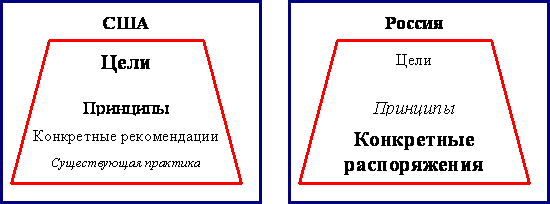 США
Цели
Принципы
Конкретные рекомендации
Существующая практика
Россия
Цели
Принципы
Конкретные
распоряжения